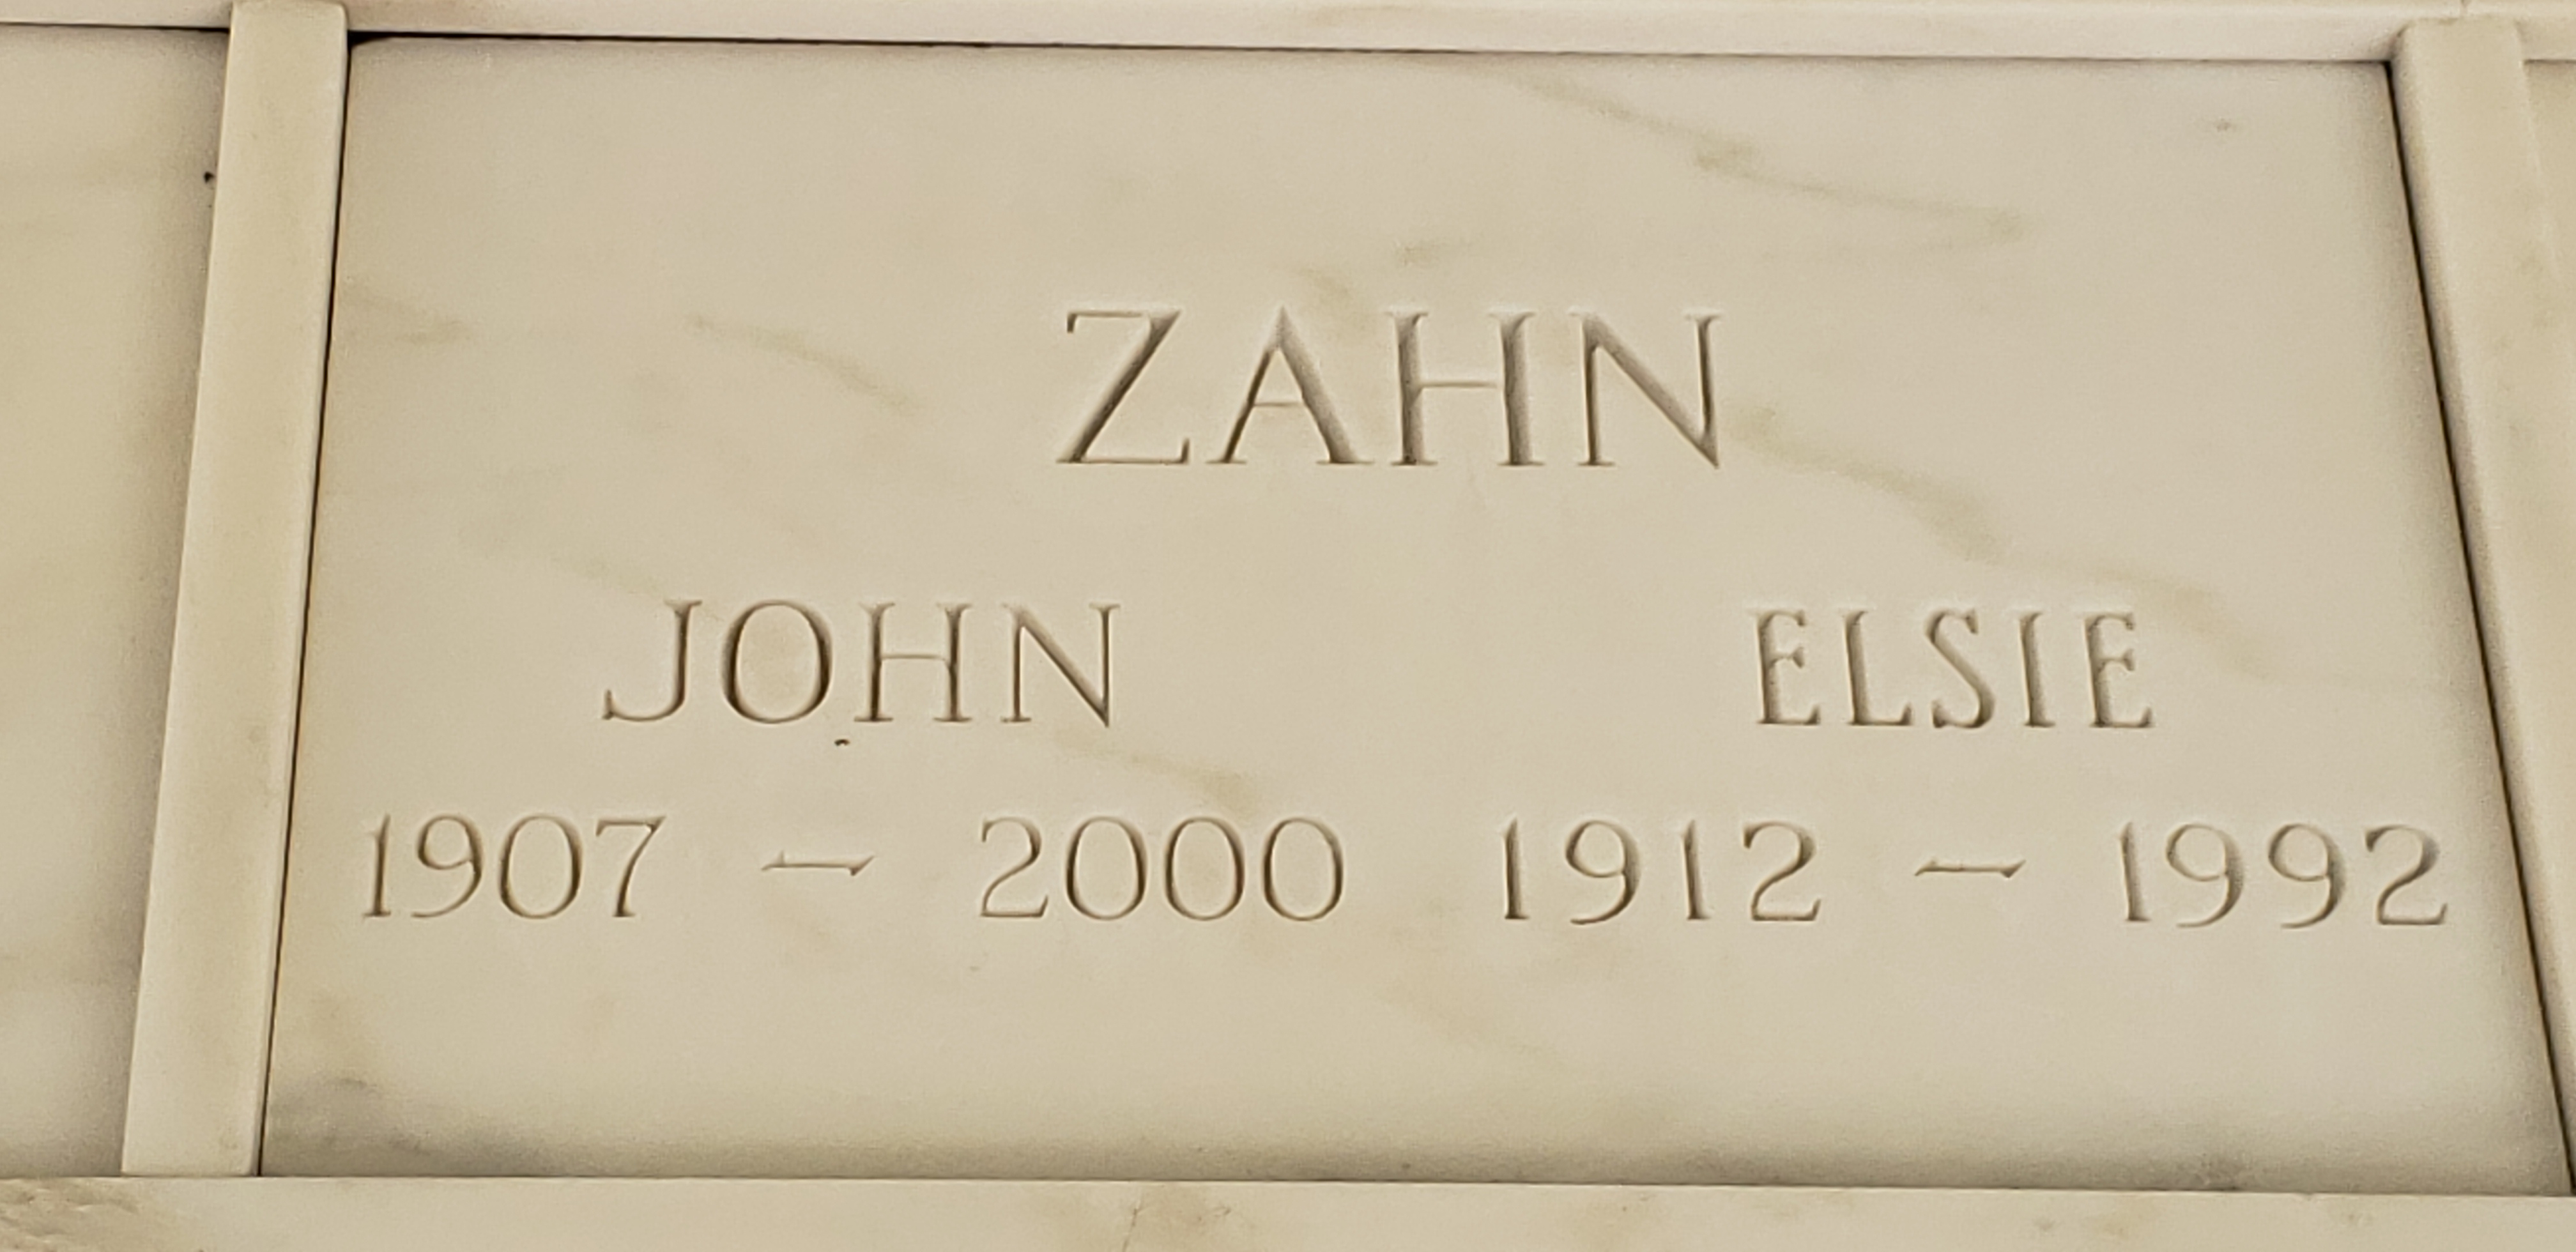 ZAHN
JOHN ELSIE
1907 — 2000 1912 — 1992